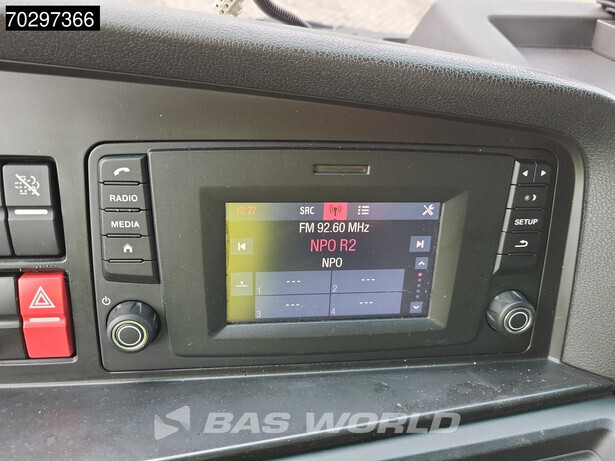 70297366
RADIO
MEDIA
SETUP
13:27
SRC
FM 92.60 MHz
NPO R2
NPO
1 ---
2 ---
3
4
BAS WORLD